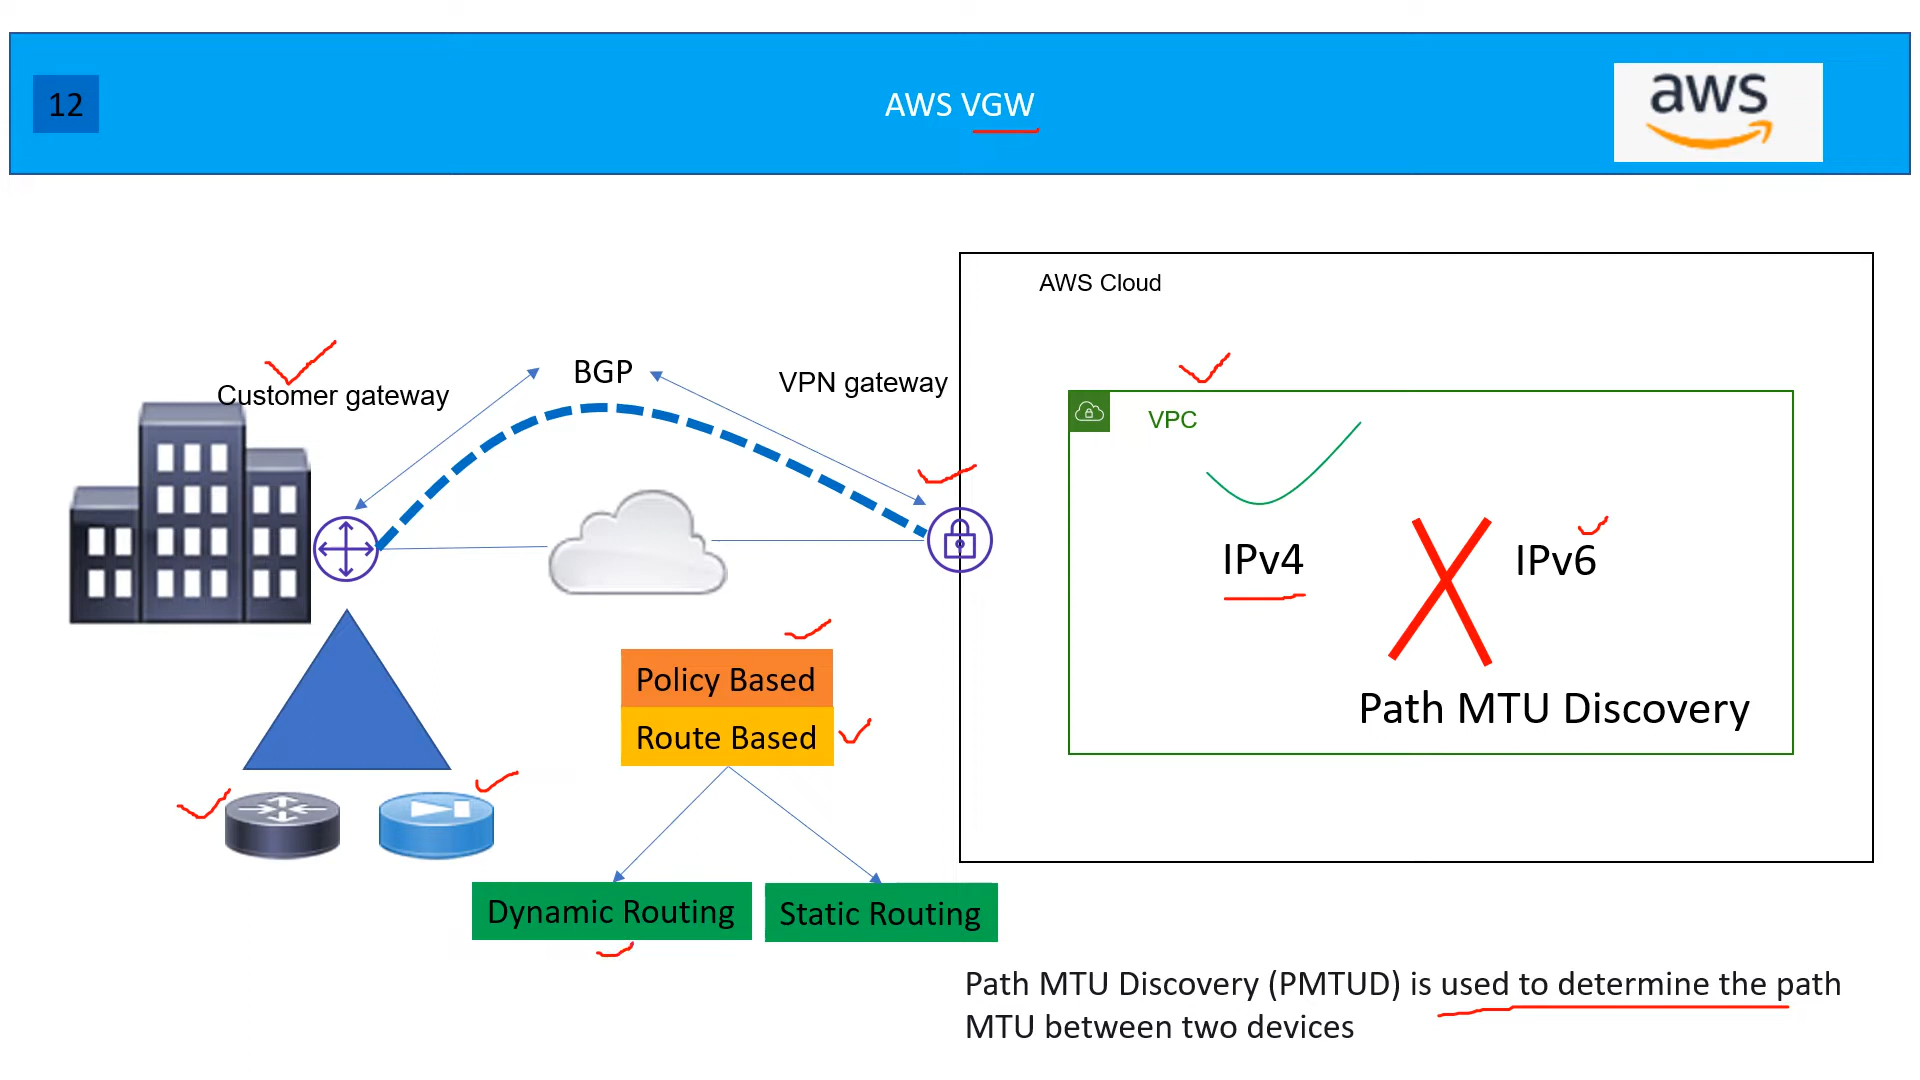 12
AWS VGW
aws
AWS Cloud
BGP
VPN gateway
Customer gateway
VPC
IPv4
IPv6
Policy Based
Path MTU Discovery
Route Based
Dynamic Routing
Static Routing
Path MTU Discovery (PMTUD) is used to determine the path
MTU between two devices